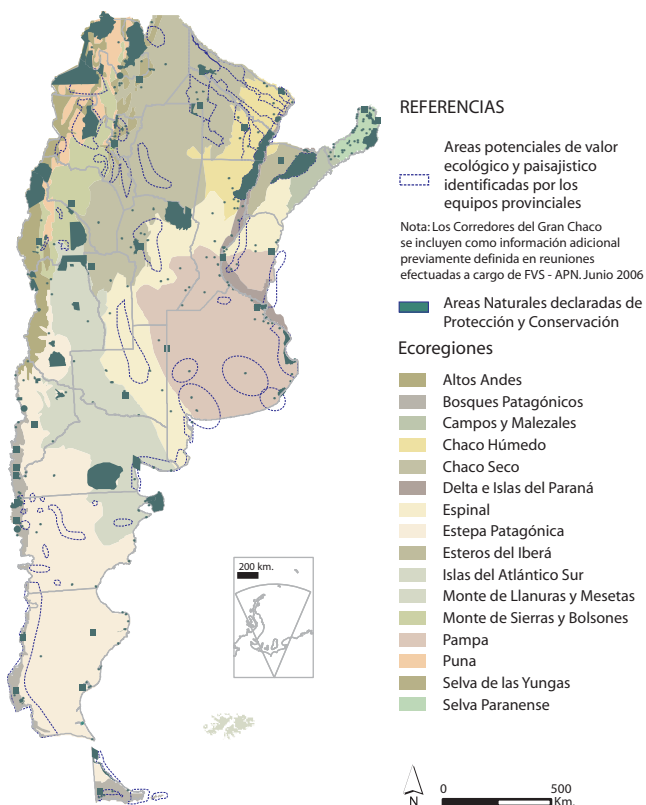 REFERENCIAS
Areas potenciales de valor
ecológico y paisajistico
identificadas por los
equipos provinciales
Nota: Los Corredores del Gran Chaco
se incluyen como información adicional
previamente definida en reuniones
efectuadas a cargo de FVS - APN. Junio 2006
Areas Naturales declaradas de
Protección y Conservación
Ecoregiones
Altos Andes
Bosques Patagónicos
Campos y Malezales
Chaco Húmedo
Chaco Seco
Delta e Islas del Paraná
Espinal
Estepa Patagónica
Esteros del Iberá
Islas del Atlántico Sur
Monte de Llanuras y Mesetas
Monte de Sierras y Bolsones
Pampa
Puna
Selva de las Yungas
Selva Paranense
200 km.
N
0 500
Km.